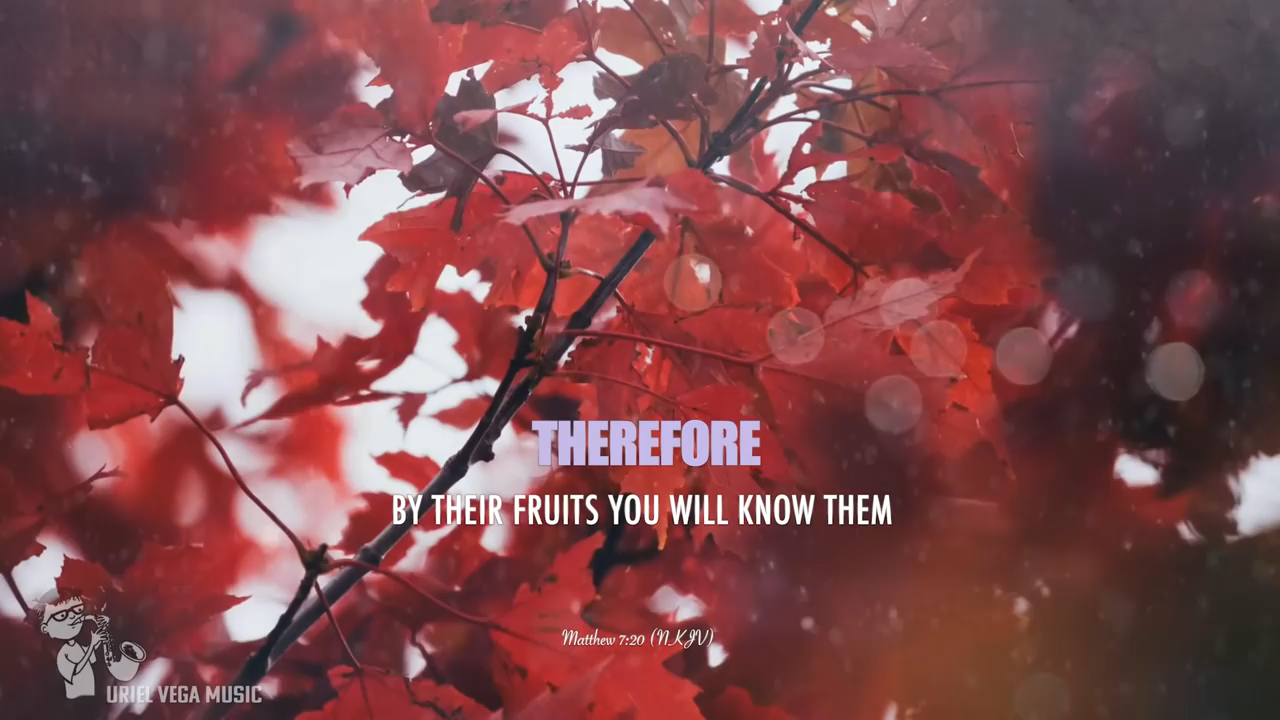 THEREFORE
BY THEIR FRUITS YOU WILL KNOW THEM
Matthew 7:20 (NKJV)
URIEL VEGA MUSIC